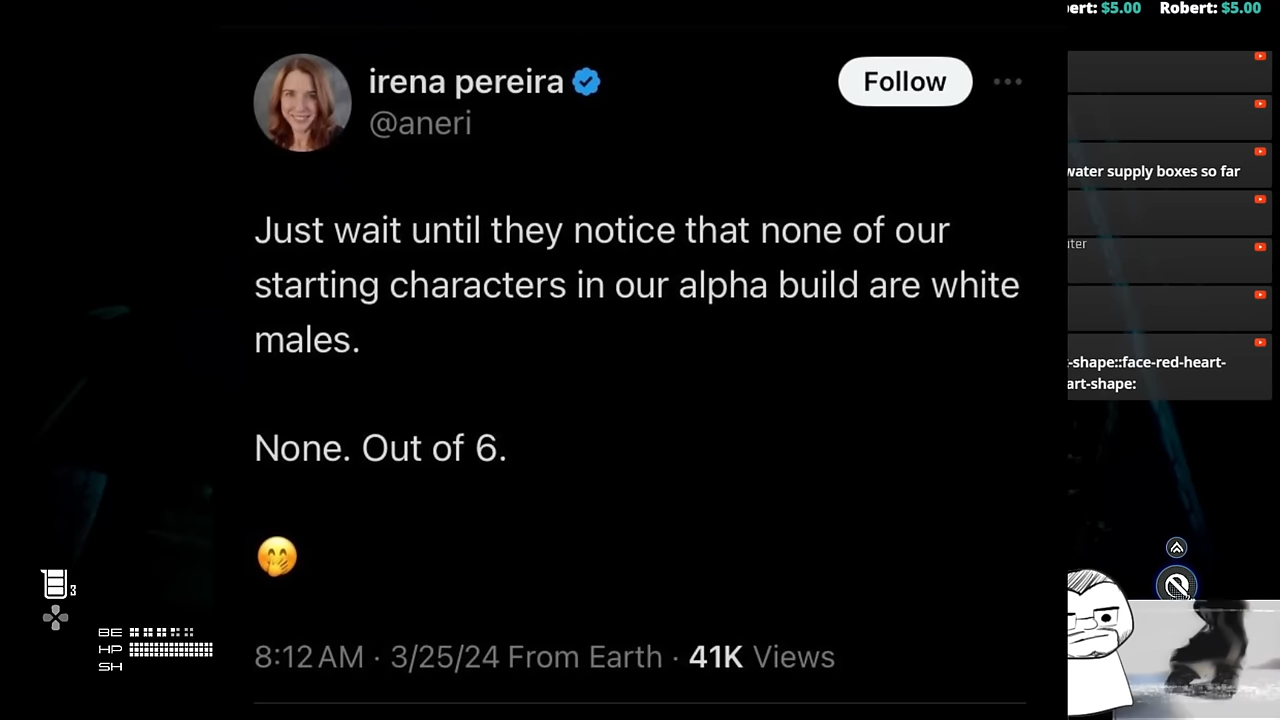 ert: $5.00 Robert: $5.00
irena pereira
@aneri
Follow
Just wait until they notice that none of our
starting characters in our alpha build are white
males.
None. Out of 6.
8:12 AM · 3/25/24 From Earth · 41K Views
water supply boxes so far
ter
-shape::face-red-heart-
art-shape:
3
BE
HP
SH